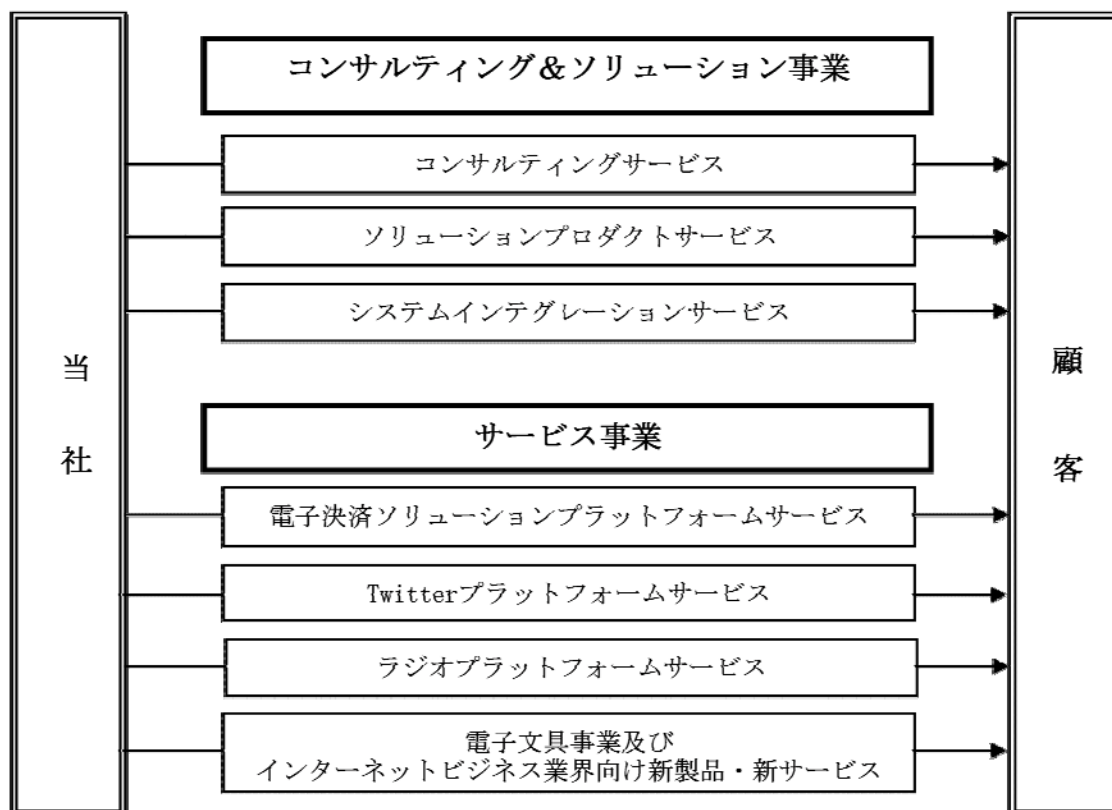 コンサルティング＆ソリューション事業
コンサルティングサービス
ソリューションプロダクトサービス
システムインテグレーションサービス
当社
顧客
サービス事業
電子決済ソリューションプラットフォームサービス
Twitterプラットフォームサービス
ラジオプラットフォームサービス
電子文具事業及び
インターネットビジネス業界向け新製品・新サービス